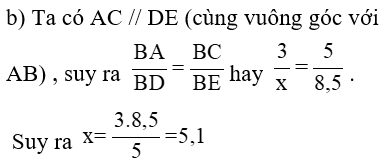 b) Ta có AC // DE (cùng vuông góc với
AB) , suy ra BA/BD = BC/BE hay 3/x = 5/8,5 .
Suy ra x= 3.8,5/5 =5,1